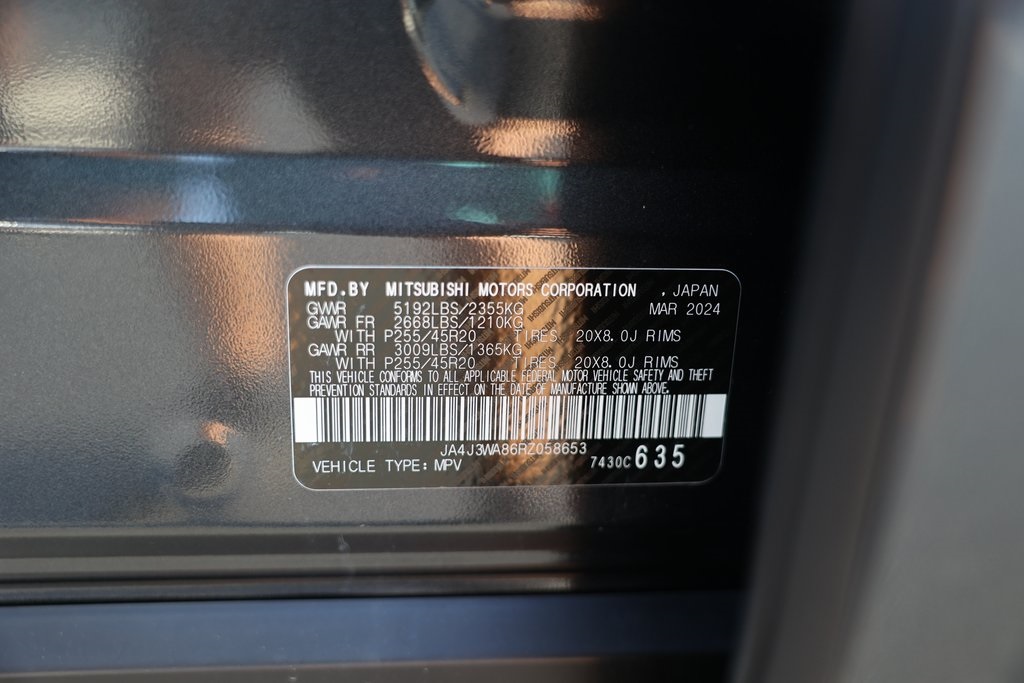 MFD.BY MITSUBISHI MOTORS CORPORATION , JAPAN
GVWR 5192LBS/2355KG MAR 2024
GAWR FR 2668LBS/1210KG
WITH P255/45R20 TIRES, 20X8.0J RIMS
GAWR RR 3009LBS/1365KG
WITH P255/45R20 TIRES, 20X8.0J RIMS
THIS VEHICLE CONFORMS TO ALL APPLICABLE FEDERAL MOTOR VEHICLE SAFETY AND THEFT
PREVENTION STANDARDS IN EFFECT ON THE DATE OF MANUFACTURE SHOWN ABOVE.
JA4J3WA86RZ058653
VEHICLE TYPE: MPV 7430C 635